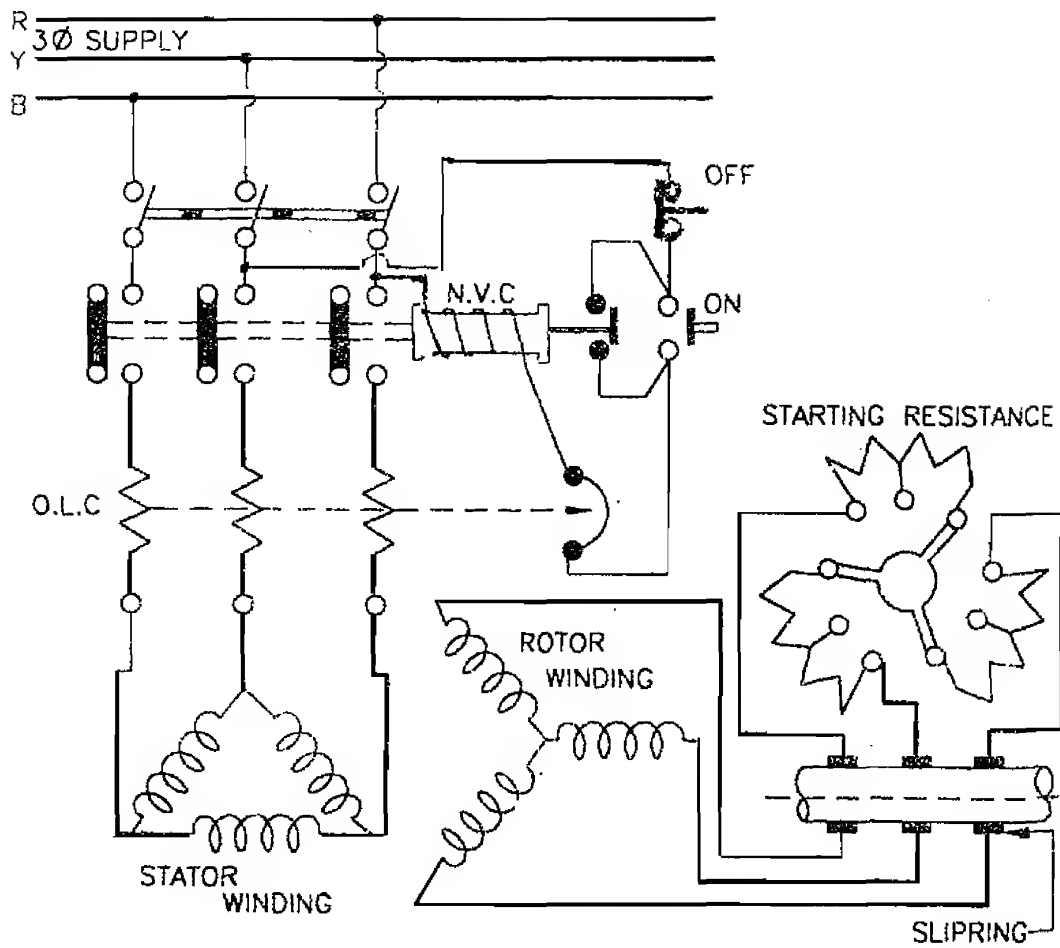 R
3Ø SUPPLY
Y
B
OFF
N.V.C
ON
STARTING RESISTANCE
O.L.C
ROTOR
WINDING
STATOR
WINDING
SLIPRING